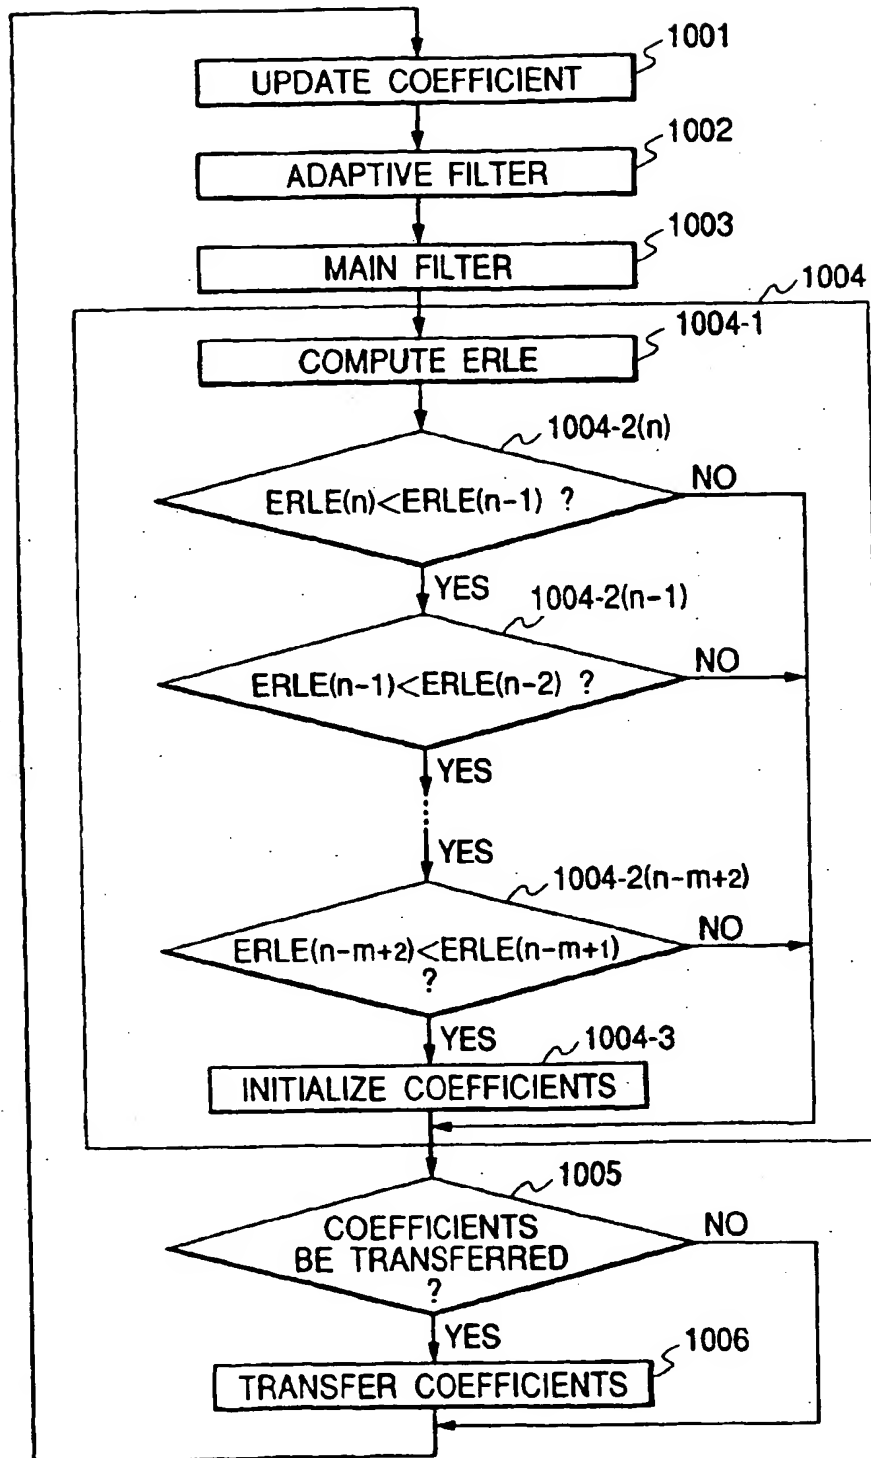 1001
UPDATE COEFFICIENT
1002
ADAPTIVE FILTER
1003
MAIN FILTER
1004
1004-1
COMPUTE ERLE
1004-2(n)
ERLE(n)<ERLE(n-1) ?
NO
YES
1004-2(n-1)
ERLE(n-1)<ERLE(n-2) ?
NO
YES
YES
1004-2(n-m+2)
ERLE(n-m+2)<ERLE(n-m+1)
?
NO
YES
1004-3
INITIALIZE COEFFICIENTS
1005
COEFFICIENTS
BE TRANSFERRED
?
NO
YES
1006
TRANSFER COEFFICIENTS